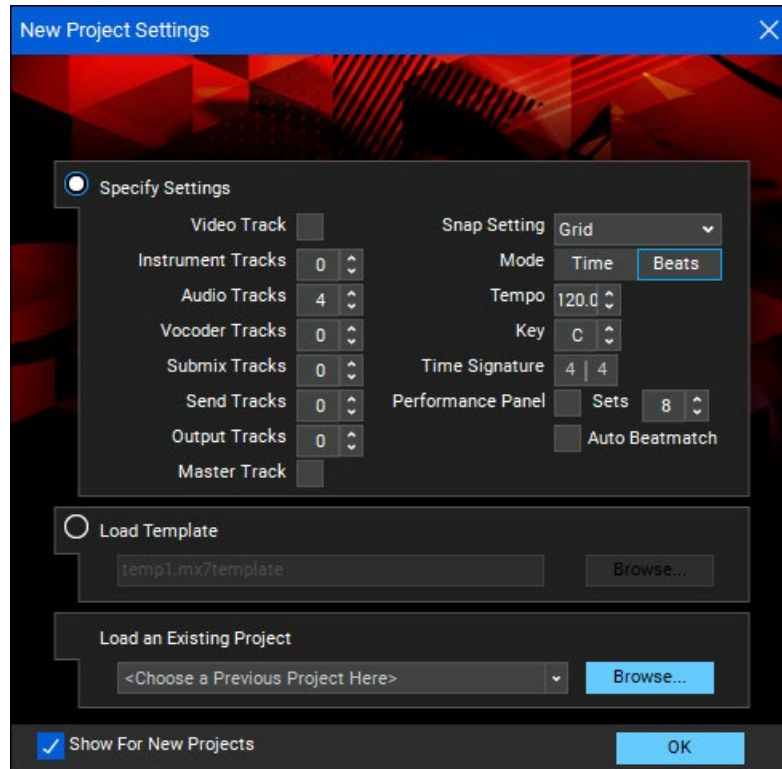 New Project Settings
Specify Settings
Video Track
Instrument Tracks 0
Audio Tracks 4
Vocoder Tracks 0
Submix Tracks 0
Send Tracks 0
Output Tracks 0
Master Track
Snap Setting Grid
Mode Time Beats
Tempo 120.0
Key C
Time Signature 4 | 4
Performance Panel Sets 8
Auto Beatmatch
Load Template
temp1.mx7template Browse...
Load an Existing Project
<Choose a Previous Project Here> Browse...
Show For New Projects OK